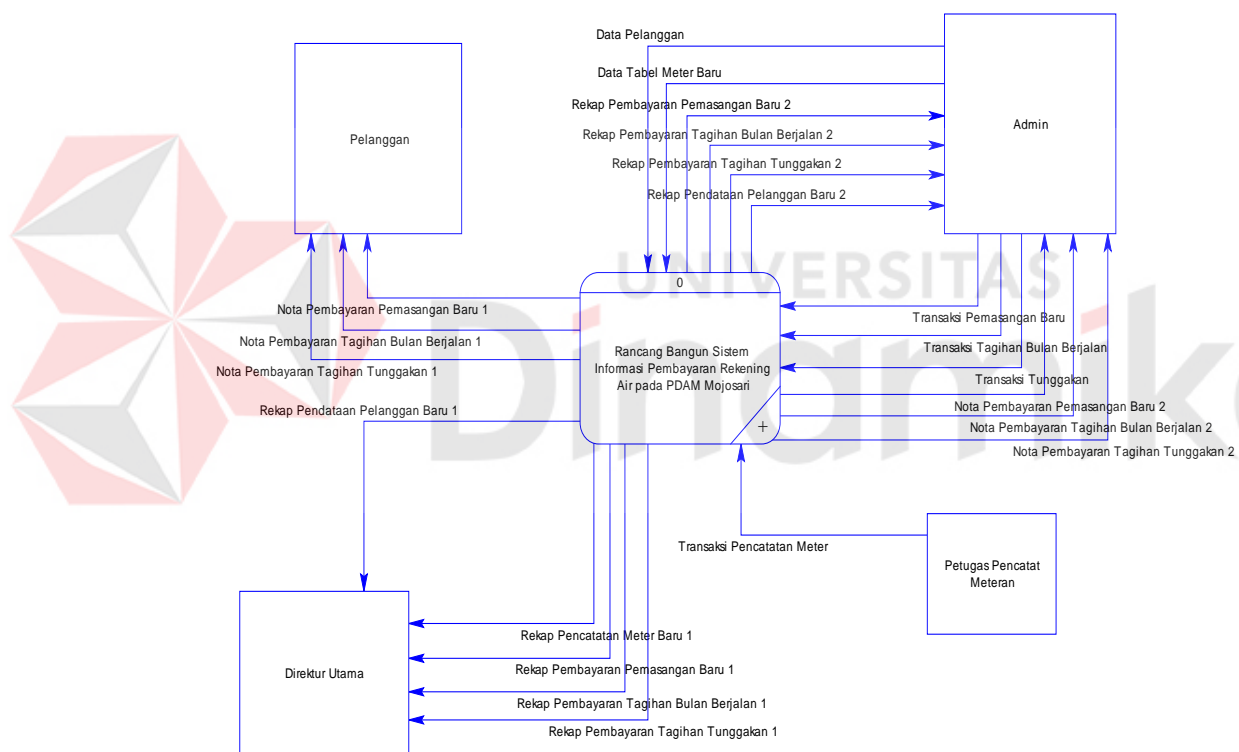 Data Pelanggan
Data Tabel Meter Baru
Rekap Pembayaran Pemasangan Baru 2
Rekap Pembayaran Tagihan Bulan Berjalan 2
Rekap Pembayaran Tagihan Tunggakan 2
Rekap Pendataan Pelanggan Baru 2
Pelanggan
Admin
UNIVERSITAS
Dinamika
0
Rancang Bangun Sistem
Informasi Pembayaran Rekening
Air pada PDAM Mojosari
+
Nota Pembayaran Pemasangan Baru 1
Nota Pembayaran Tagihan Bulan Berjalan 1
Nota Pembayaran Tagihan Tunggakan 1
Rekap Pendataan Pelanggan Baru 1
Transaksi Pemasangan Baru
Transaksi Tagihan Bulan Berjalan
Transaksi Tunggakan
Nota Pembayaran Pemasangan Baru 2
Nota Pembayaran Tagihan Bulan Berjalan 2
Nota Pembayaran Tagihan Tunggakan 2
Transaksi Pencatatan Meter
Petugas Pencatat
Meteran
Direktur Utama
Rekap Pencatatan Meter Baru 1
Rekap Pembayaran Pemasangan Baru 1
Rekap Pembayaran Tagihan Bulan Berjalan 1
Rekap Pembayaran Tagihan Tunggakan 1